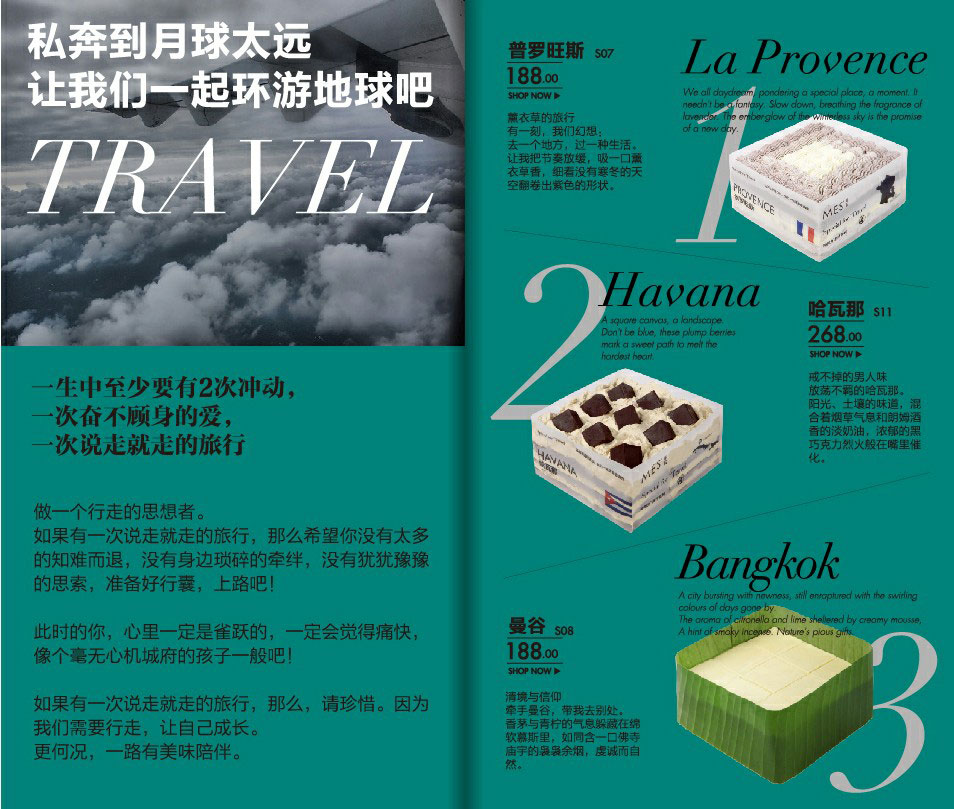 私奔到月球太远
让我们一起环游地球吧
TRAVEL
一生中至少要有2次冲动，
一次奋不顾身的爱，
一次说走就走的旅行
做一个行走的思想者。
如果有一次说走就走的旅行，那么希望你没有太多
的知难而退，没有身边琐碎的牵绊，没有犹犹豫豫
的思索，准备好行囊，上路吧！
此时的你，心里一定是雀跃的，一定会觉得痛快，
像个毫无心机城府的孩子一般吧！
如果有一次说走就走的旅行，那么，请珍惜。因为
我们需要行走，让自己成长。
更何况，一路有美味陪伴。
普罗旺斯 S07
188.00
SHOP NOW ▶
薰衣草的旅行
有一刻，我们幻想；
去一个地方，过一种生活。
让我把节奏放缓，吸一口薰
衣草香，细看没有寒冬的天
空翻卷出紫色的形状。
1
La Provence
We all daydream, pondering a special place, a moment. It
needn't be a fantasy. Slow down, breathing the fragrance of
lavender. The ember-glow of the winterless sky is the promise
of a new day.
PROVENCE
普罗旺斯
MES
Special for Travel
2
Havana
A square canvas, a landscape.
Don't be blue, these plump berries
mark a sweet path to melt the
hardest heart.
HAVANA
哈瓦那
MES
Special for Travel
哈瓦那 S11
268.00
SHOP NOW ▶
戒不掉的男人味
放荡不羁的哈瓦那。
阳光、土壤的味道，混
合着烟草气息和朗姆酒
香的淡奶油，浓郁的黑
巧克力烈火般在嘴里催
化。
Bangkok
A city bursting with newness, still enraptured with the swirling
colours of days gone by.
The aroma of citronella and lime sheltered by creamy mousse,
A hint of smoky incense. Nature's pious gifts.
3
曼谷 S08
188.00
SHOP NOW ▶
清境与信仰
牵手曼谷，带我去别处。
香茅与青柠的气息躲藏在绵
软慕斯里，如同含一口佛寺
庙宇的袅袅余烟，虔诚而自
然。